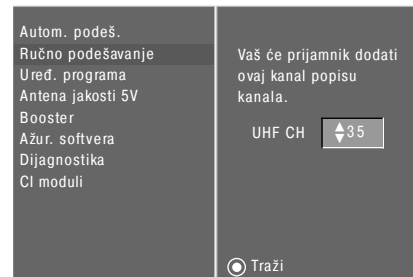 Autom. podeš.
Ručno podešavanje
Uređ. programa
Antena jakosti 5V
Booster
Ažur. softvera
Dijagnostika
CI moduli
Vaš će prijamnik dodati
ovaj kanal popisu
kanala.
UHF CH 35
Traži